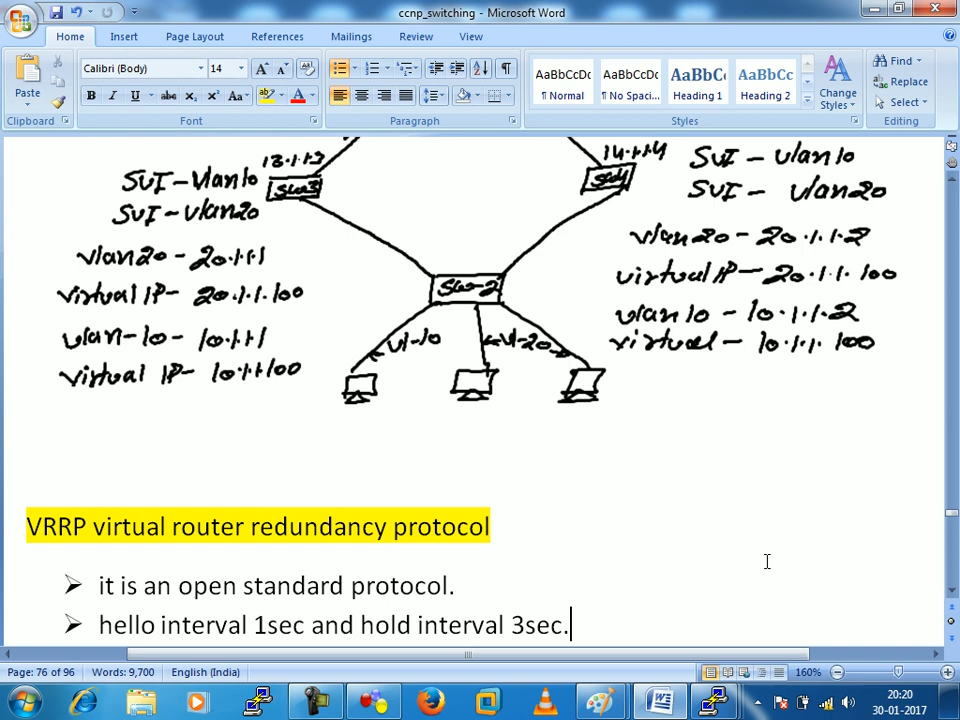 ccnp_switching - Microsoft Word
Home Insert Page Layout References Mailings Review View
Paste
Calibri (Body) 14
AaBbCcDc AaBbCcDc AaBbC AaBbCc
¶ Normal ¶ No Spaci... Heading 1 Heading 2
Change Styles
Find
Replace
Select
Clipboard Font Paragraph Styles Editing
13.1.1.3 14.1.1.4
SVI - Vlan10
SVI - Vlan20
Sw3
Sw4
SVI - Vlan10
SVI - Vlan20
vlan20 - 20.1.1.1
virtual IP - 20.1.1.100
vlan-10 - 10.1.1.1
virtual IP - 10.1.1.100
Sw-2
vlan20 - 20.1.1.2
virtual IP - 20.1.1.100
vlan10 - 10.1.1.2
virtual - 10.1.1.100
Vl-10 Vl-20
VRRP virtual router redundancy protocol
➢ it is an open standard protocol.
➢ hello interval 1sec and hold interval 3sec.
Page: 76 of 96 Words: 9,700 English (India) 160%
20:20
30-01-2017